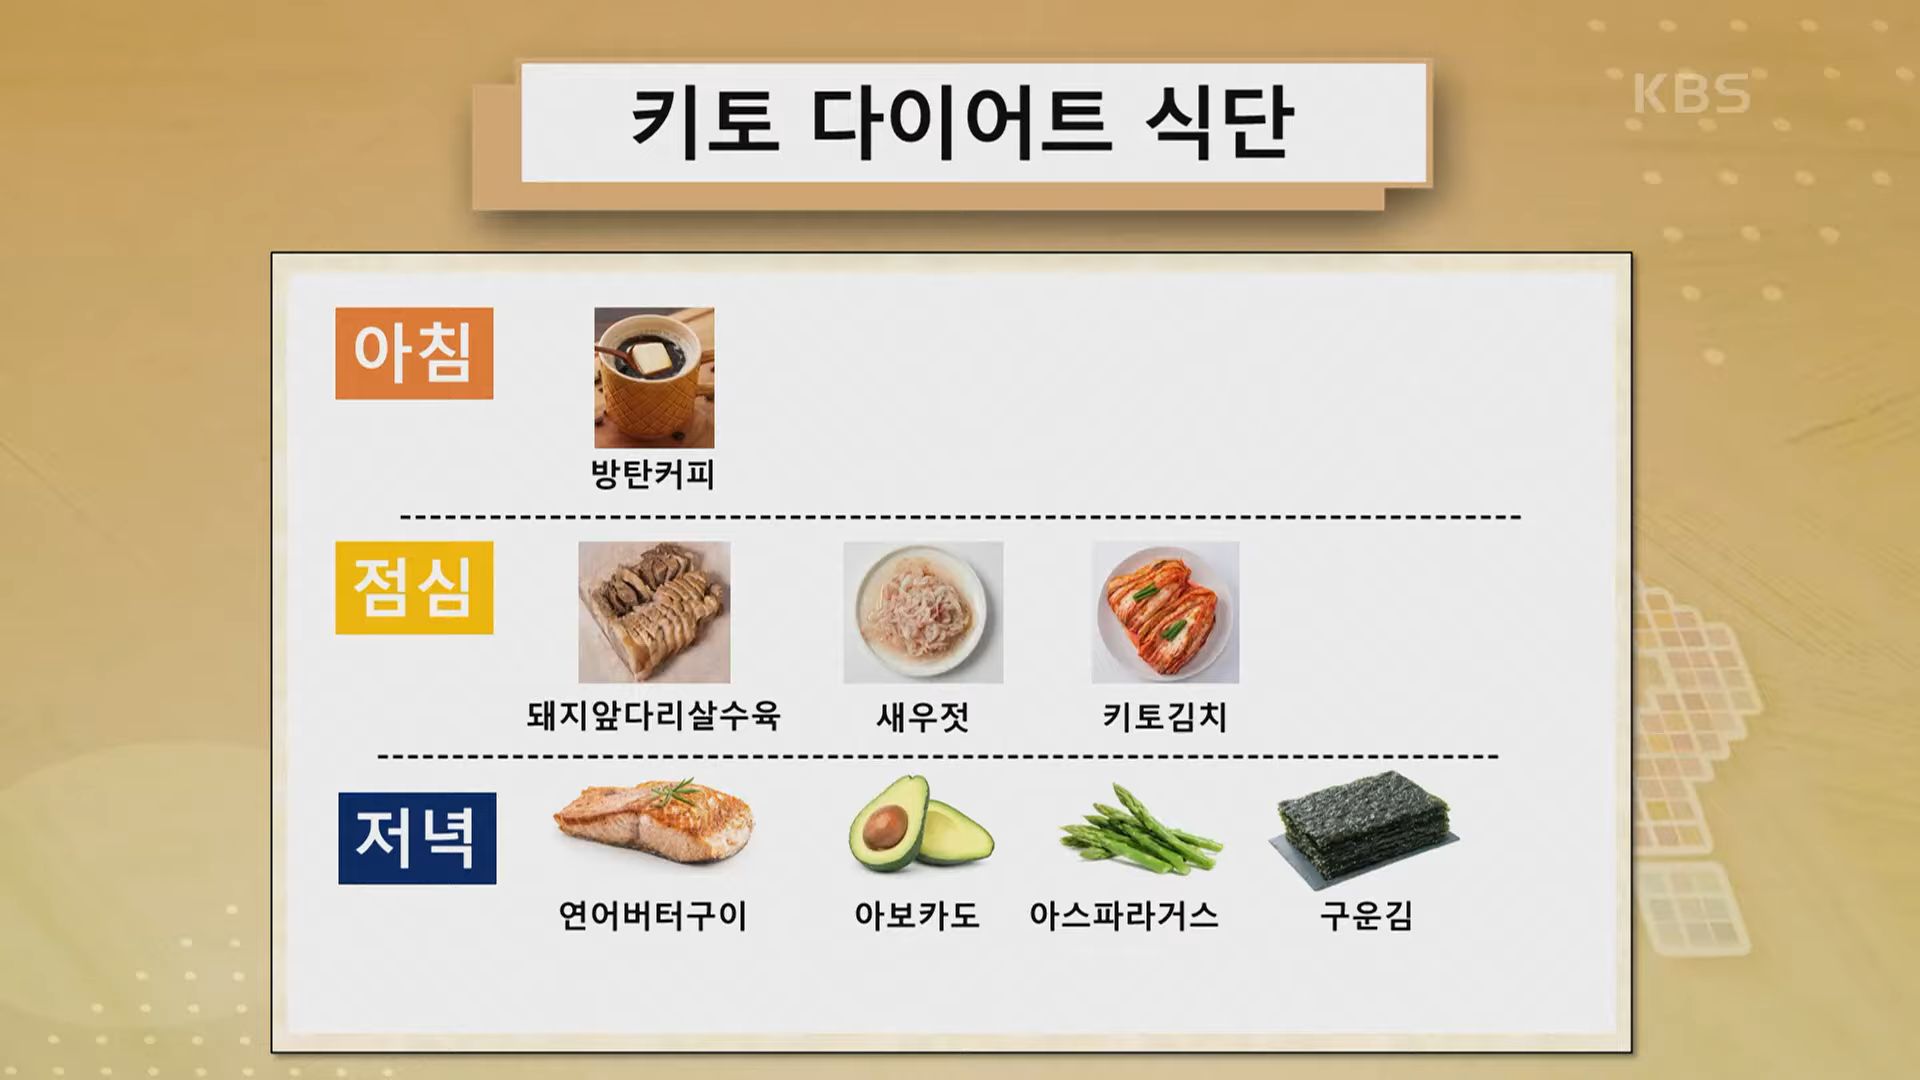 키토 다이어트 식단
KBS
아침
방탄커피
점심
돼지앞다리살수육 새우젓 키토김치
저녁
연어버터구이 아보카도 아스파라거스 구운김